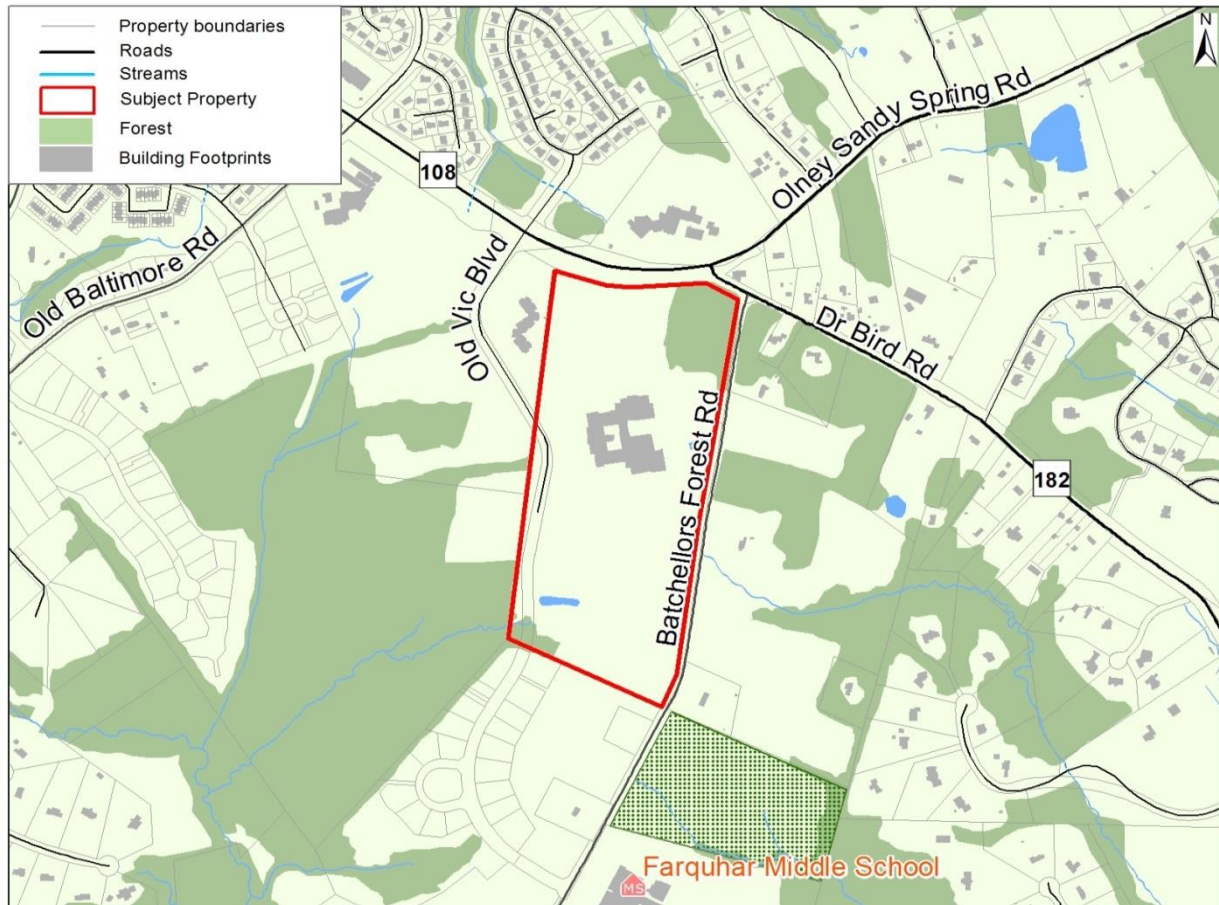 Property boundaries
Roads
Streams
Subject Property
Forest
Building Footprints
N
108
Olney Sandy Spring Rd
Old Baltimore Rd
Old Vic Blvd
Dr Bird Rd
Batchellors Forest Rd
182
Farquhar Middle School
MS